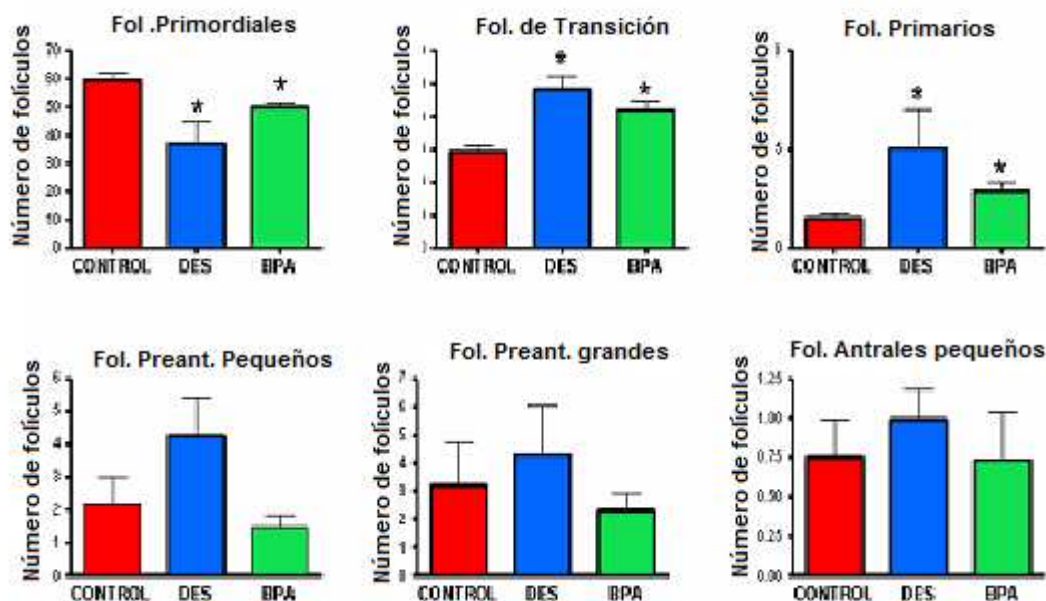 Fol .Primordiales
Fol. de Transición
Fol. Primarios
Número de folículos
70
60
50
40
30
20
10
0
*
*
CONTROL
DES
BPA
Número de folículos
*
*
CONTROL
DES
BPA
Número de folículos
0
*
*
CONTROL
DES
BPA
Fol. Preant. Pequeños
Fol. Preant. grandes
Fol. Antrales pequeños
Número de folículos
6
5
4
3
2
1
0
CONTROL
DES
BPA
Número de folículos
7
6
5
4
3
2
1
0
CONTROL
DES
BPA
Número de folículos
1.25
1.00
0.75
0.50
0.25
0.00
CONTROL
DES
BPA